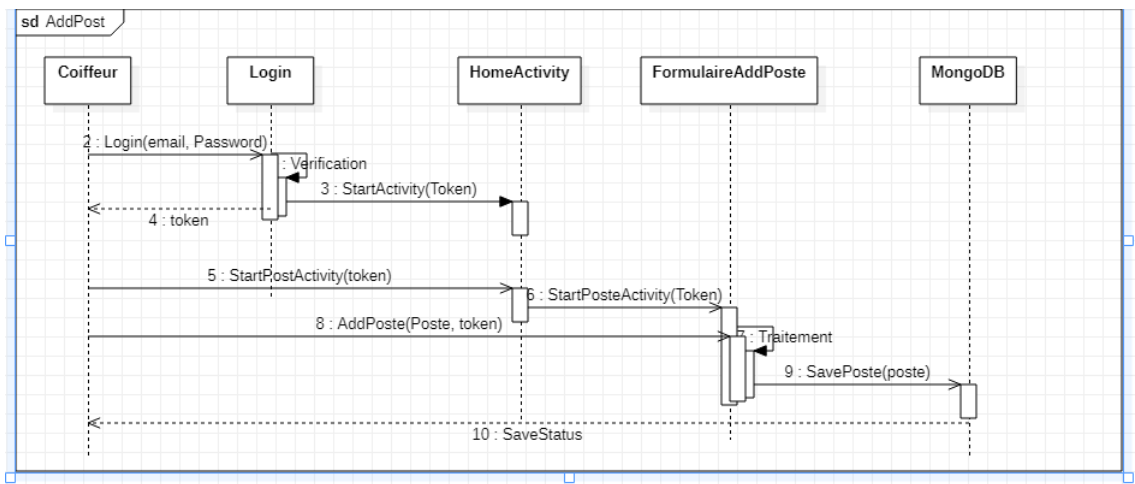 sd AddPost
Coiffeur
Login
HomeActivity
FormulaireAddPoste
MongoDB
2 : Login(email, Password)
: Verification
3 : StartActivity(Token)
4 : token
5 : StartPostActivity(token)
6 : StartPosteActivity(Token)
8 : AddPoste(Poste, token)
7 : Traitement
9 : SavePoste(poste)
10 : SaveStatus